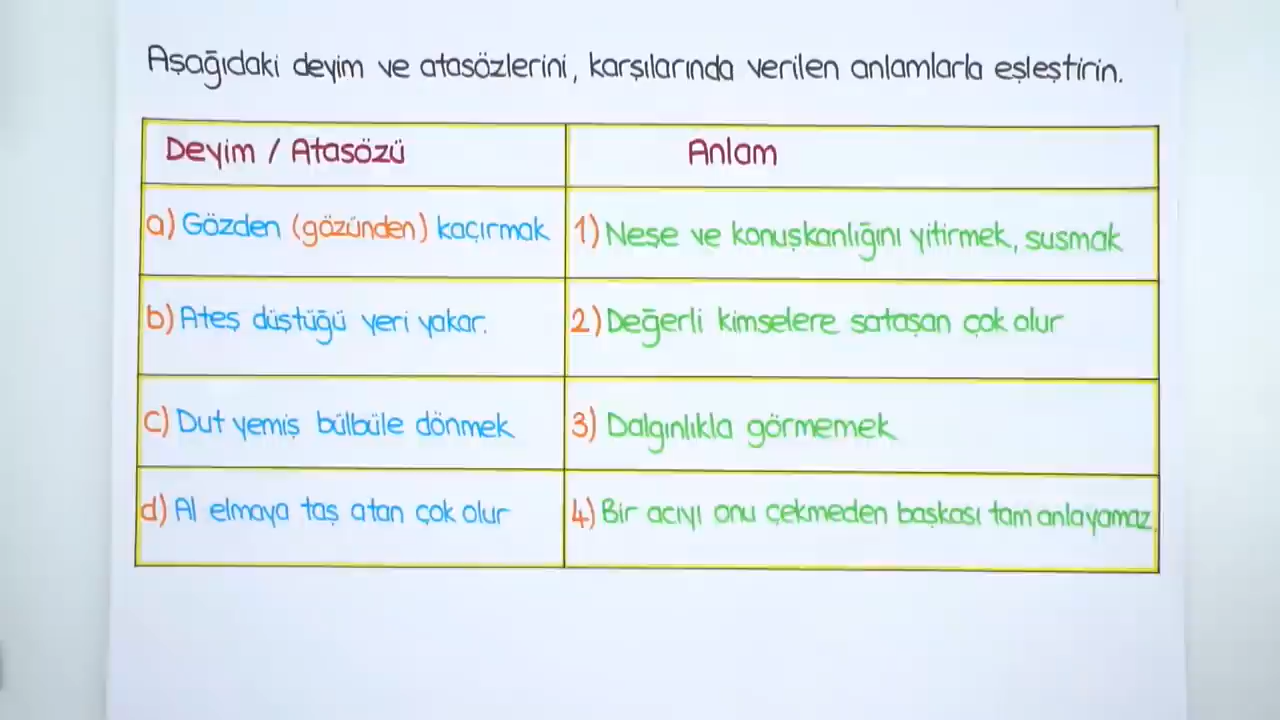 Aşağıdaki deyim ve atasözlerini, karşılarında verilen anlamlarla eşleştirin.
Deyim / Atasözü
Anlam
a) Gözden (gözünden) kaçırmak
1) Neşe ve konuşkanlığını yitirmek, susmak
b) Ateş düştüğü yeri yakar.
2) Değerli kimselere sataşan çok olur
c) Dut yemiş bülbüle dönmek
3) Dalgınlıkla görmemek
d) Al elmaya taş atan çok olur
4) Bir acıyı onu çekmeden başkası tam anlayamaz.